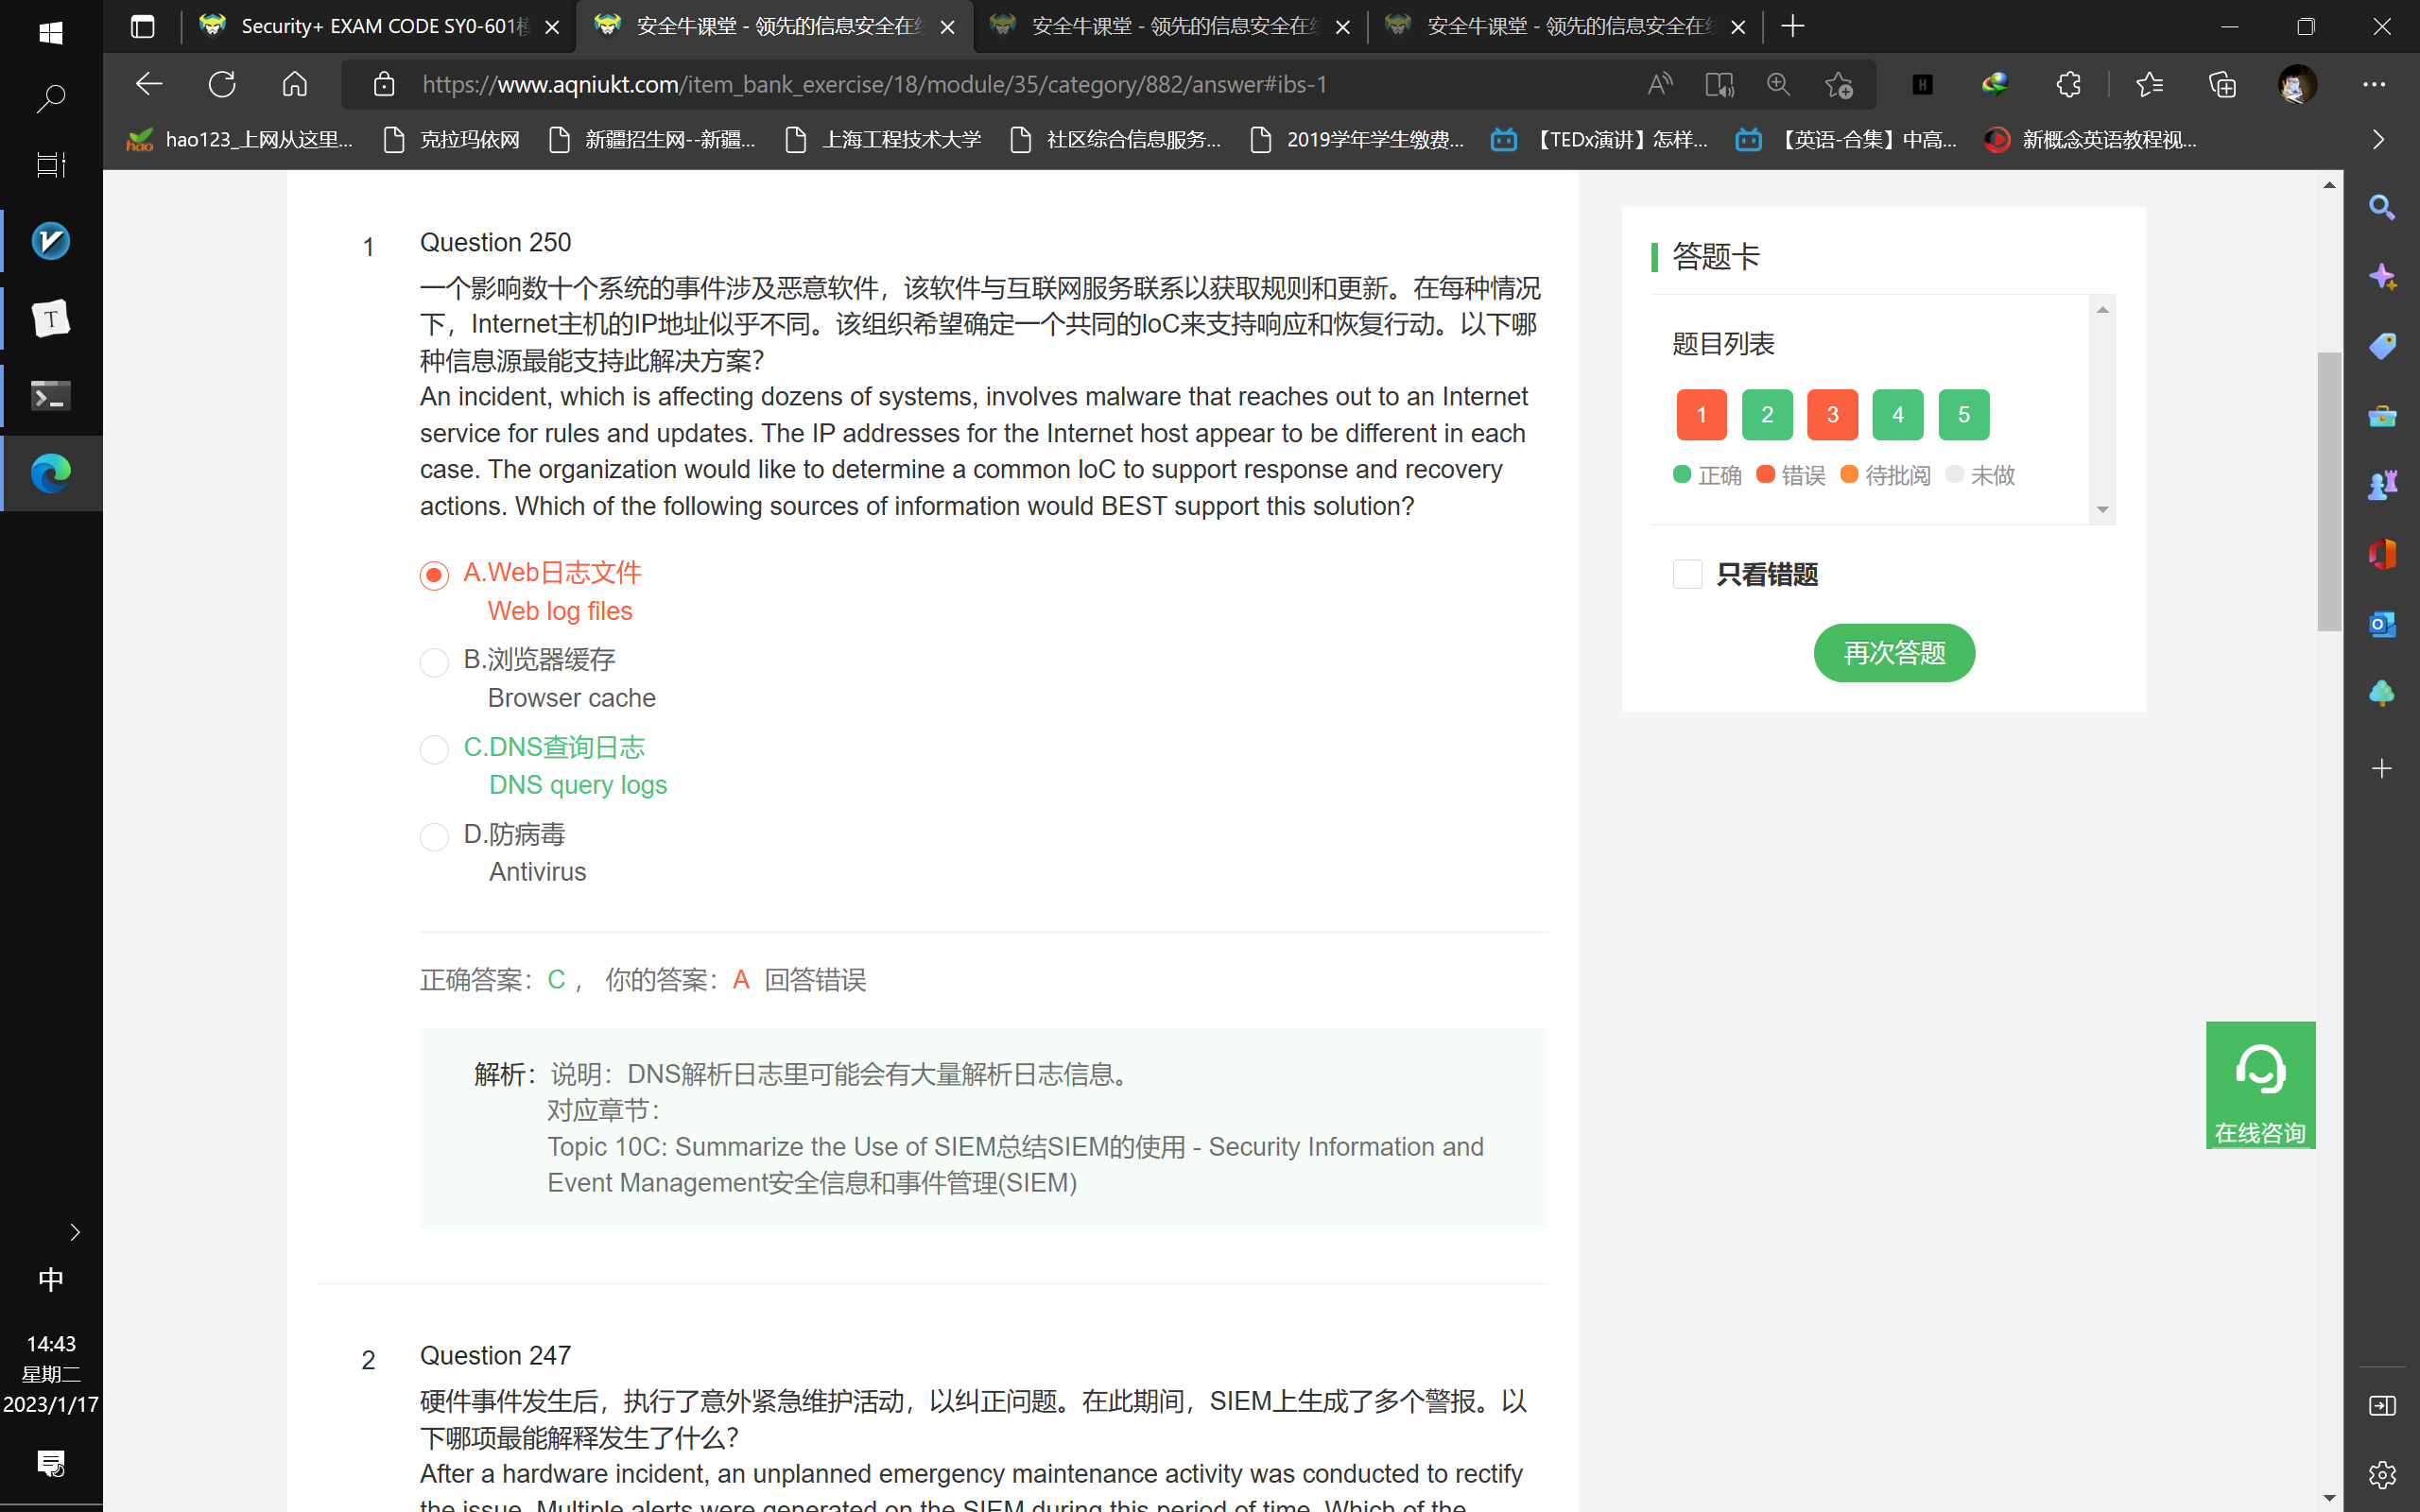 Security+ EXAM CODE SY0-601
安全牛课堂 - 领先的信息安全在
安全牛课堂 - 领先的信息安全在
安全牛课堂 - 领先的信息安全在
https://www.aqniukt.com/item_bank_exercise/18/module/35/category/882/answer#ibs-1
hao123_上网从这里...
克拉玛依网
新疆招生网--新疆...
上海工程技术大学
社区综合信息服务...
2019学年学生缴费...
【TEDx演讲】怎样...
【英语-合集】中高...
新概念英语教程视...
1
Question 250
一个影响数十个系统的事件涉及恶意软件，该软件与互联网服务联系以获取规则和更新。在每种情况
下，Internet主机的IP地址似乎不同。该组织希望确定一个共同的IoC来支持响应和恢复行动。以下哪
种信息源最能支持此解决方案？
An incident, which is affecting dozens of systems, involves malware that reaches out to an Internet
service for rules and updates. The IP addresses for the Internet host appear to be different in each
case. The organization would like to determine a common IoC to support response and recovery
actions. Which of the following sources of information would BEST support this solution?
A.Web日志文件
Web log files
B.浏览器缓存
Browser cache
C.DNS查询日志
DNS query logs
D.防病毒
Antivirus
正确答案：C ， 你的答案：A 回答错误
解析：说明：DNS解析日志里可能会有大量解析日志信息。
对应章节：
Topic 10C: Summarize the Use of SIEM总结SIEM的使用 - Security Information and
Event Management安全信息和事件管理(SIEM)
2
Question 247
硬件事件发生后，执行了意外紧急维护活动，以纠正问题。在此期间，SIEM上生成了多个警报。以
下哪项最能解释发生了什么？
After a hardware incident, an unplanned emergency maintenance activity was conducted to rectify
the issue. Multiple alerts were generated on the SIEM during this period of time. Which of the
答题卡
题目列表
1 2 3 4 5
正确 错误 待批阅 未做
只看错题
再次答题
在线咨询
中
14:43
星期二
2023/1/17